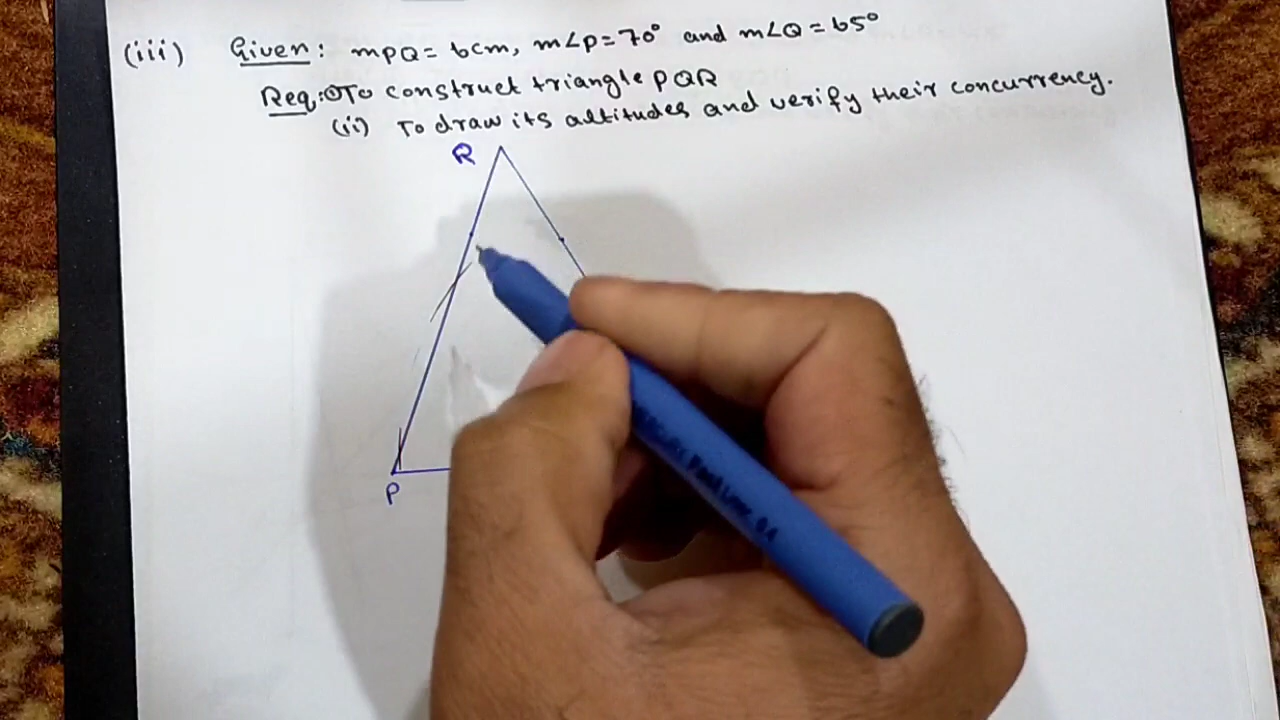 (iii) Given: mPQ = 6cm, m∠P = 70° and m∠Q = 65°
Req: (i) To construct triangle PQR
(ii) To draw its altitudes and verify their concurrency.
R
P